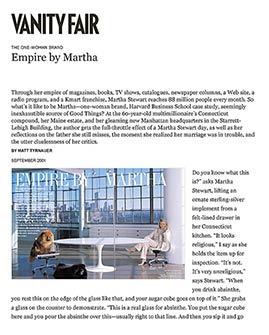 VANITY FAIR
THE ONE-WOMAN BRAND
Empire by Martha
Through her empire of magazines, books, TV shows, catalogues, newspaper columns, a Web site, a
radio program, and a Kmart franchise, Martha Stewart reaches 88 million people every month. So
what's it like to be Martha—one-woman brand, Harvard Business School case study, seemingly
inexhaustible source of Good Things? At the 60-year-old multimillionaire's Connecticut
compound, her Maine estate, and her gleaming new Manhattan headquarters in the Starrett-
Lehigh Building, the author gets the full-throttle effect of a Martha Stewart day, as well as her
reflections on the father she still misses, the moment she realized her marriage was in trouble, and
the utter cluelessness of her critics.
BY MATT TYRNAUER
SEPTEMBER 2001
EMPIRE BY MARTHA
Do you know what this
is?" asks Martha
Stewart, lifting an
ornate sterling-silver
implement from a
felt-lined drawer in
her Connecticut
kitchen. "It looks
religious," I say as she
holds the item up for
inspection. "It's not.
It's very unreligious,"
says Stewart. "When
you drink absinthe,
you rest this on the edge of the glass like that, and your sugar cube goes on top of it." She grabs
a glass on the counter to demonstrate. "This is a real glass for absinthe. You put the sugar cube
here and you pour the absinthe over this—usually right to that line. And then you sip it and go